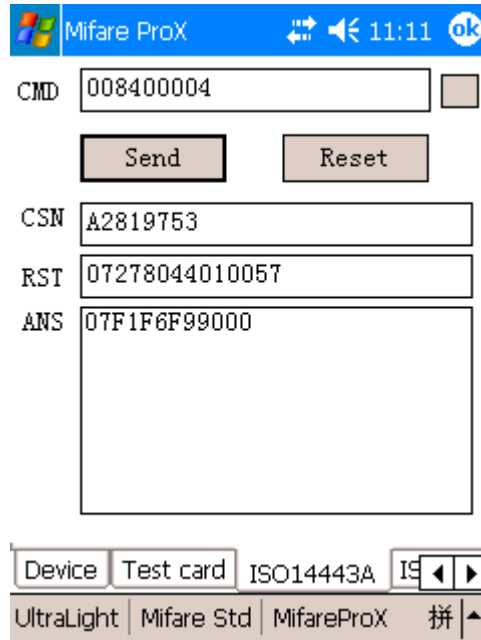 Mifare ProX 11:11 ok
CMD 008400004
Send Reset
CSN A2819753
RST 07278044010057
ANS 07F1F6F99000
Device Test card ISO14443A IS
UltraLight Mifare Std MifareProX 拼